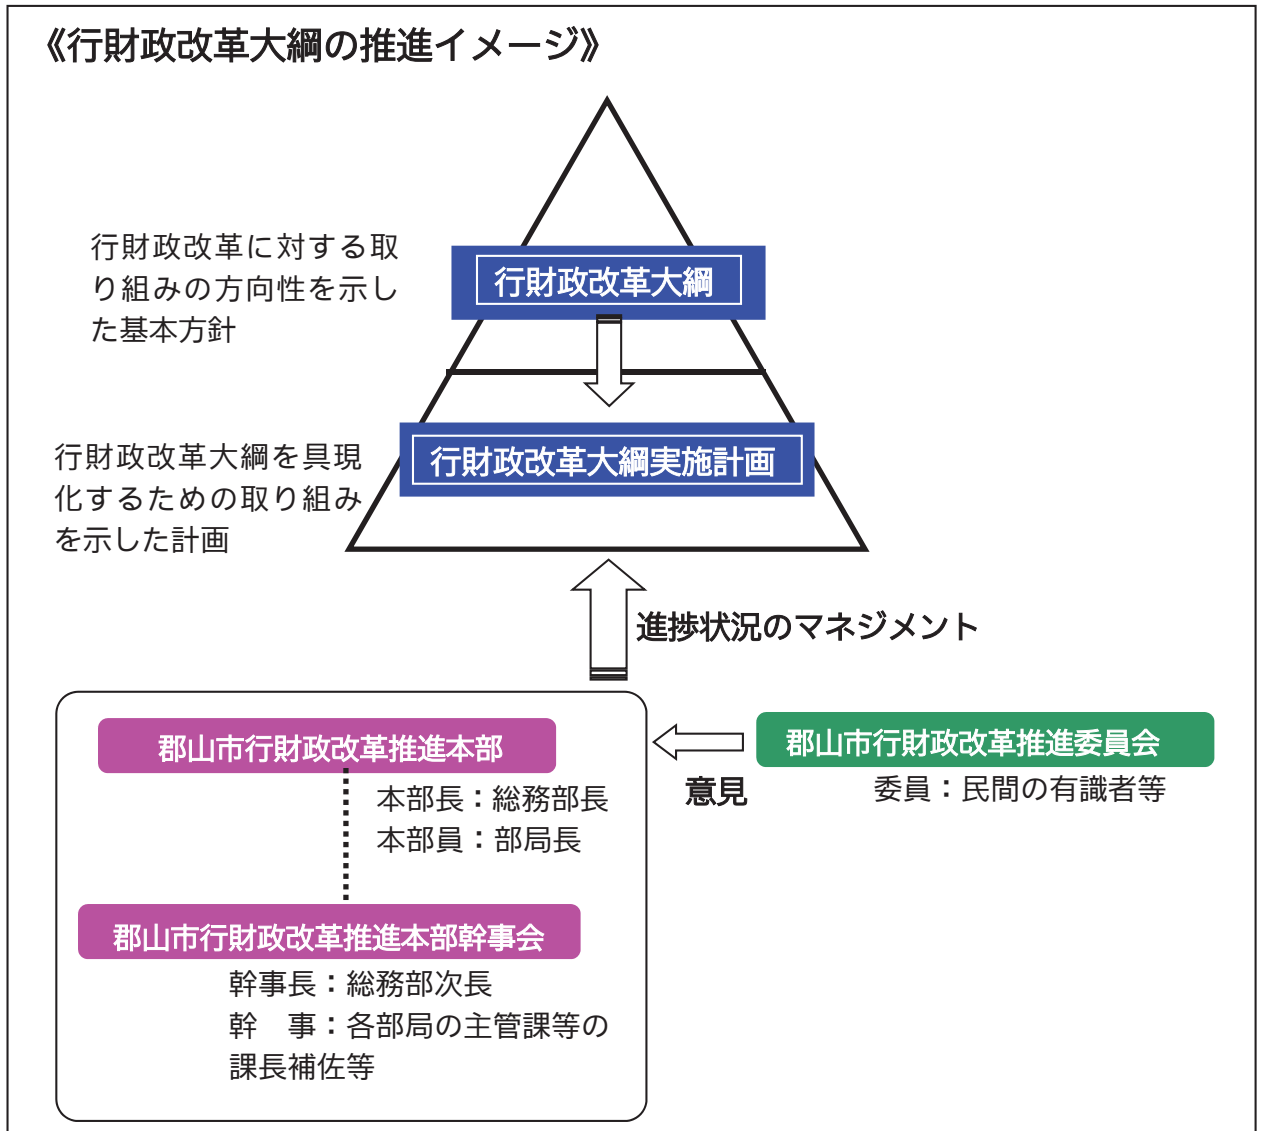 《行財政改革大綱の推進イメージ》
行財政改革に対する取
り組みの方向性を示し
た基本方針
行財政改革大綱
行財政改革大綱を具現
化するための取り組み
を示した計画
行財政改革大綱実施計画
進捗状況のマネジメント
郡山市行財政改革推進本部
本部長：総務部長
本部員：部局長
意見
郡山市行財政改革推進委員会
委員：民間の有識者等
郡山市行財政改革推進本部幹事会
幹事長：総務部次長
幹　事：各部局の主管課等の
課長補佐等